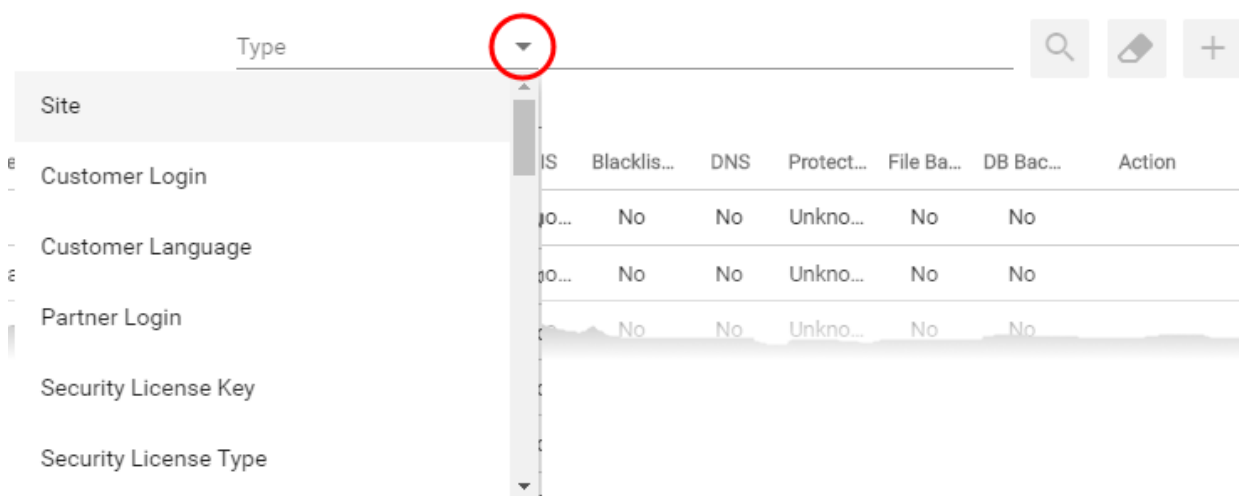 Type
Site
Customer Login
Customer Language
Partner Login
Security License Key
Security License Type
Blacklis... DNS Protect... File Ba... DB Bac... Action
No No Unkno... No No
No No Unkno... No No
No No Unkno... No No